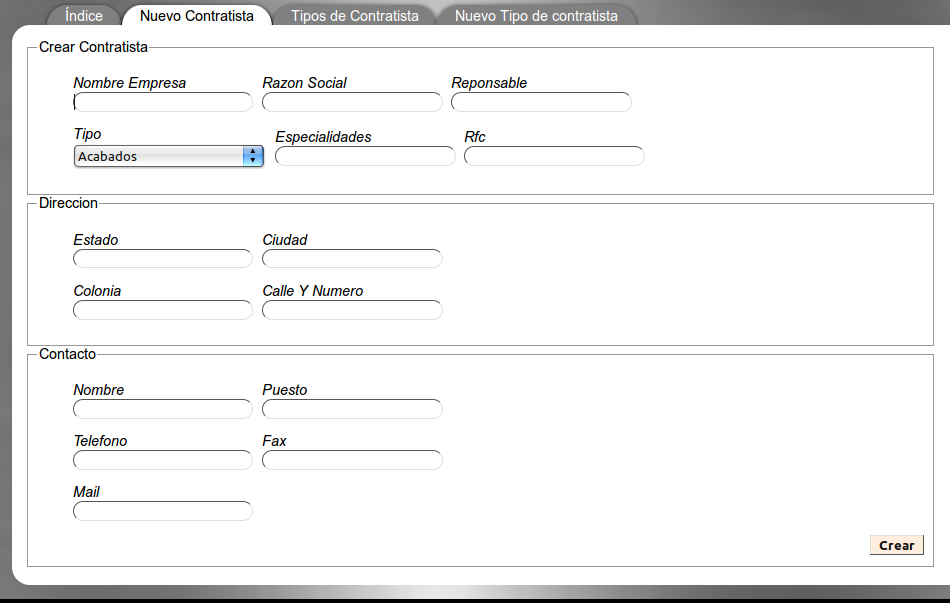 Índice Nuevo Contratista Tipos de Contratista Nuevo Tipo de contratista
Crear Contratista
Nombre Empresa Razon Social Reponsable
Tipo Especialidades Rfc
Acabados
Direccion
Estado Ciudad
Colonia Calle Y Numero
Contacto
Nombre Puesto
Telefono Fax
Mail
Crear